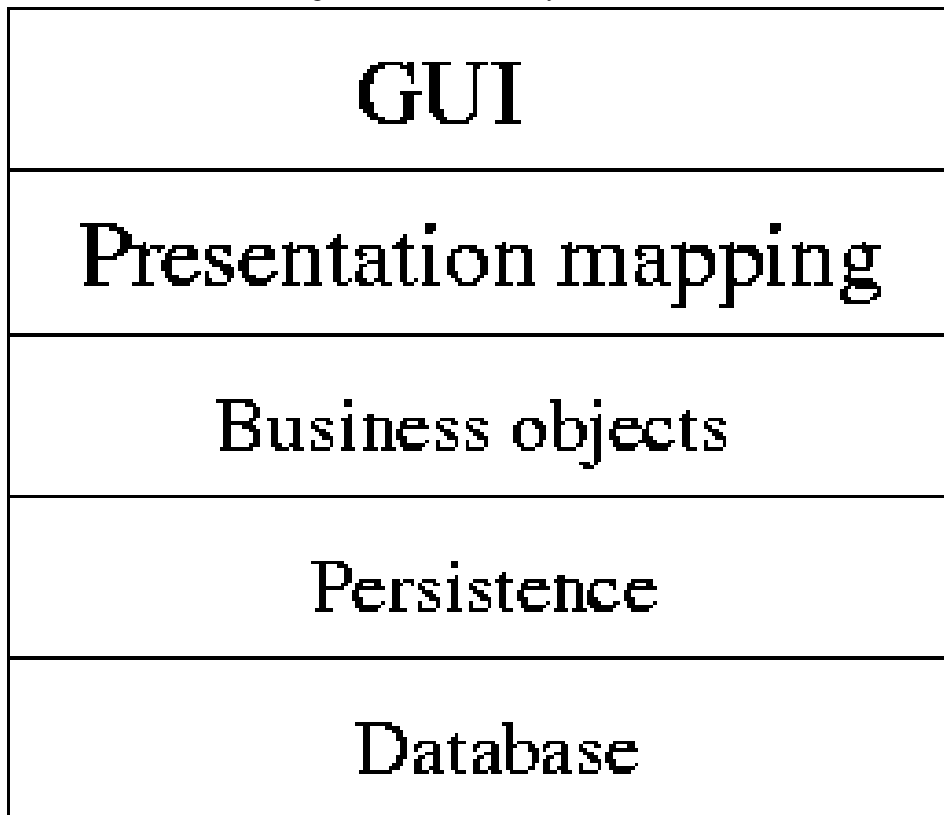 GUI
Presentation mapping
Business objects
Persistence
Database